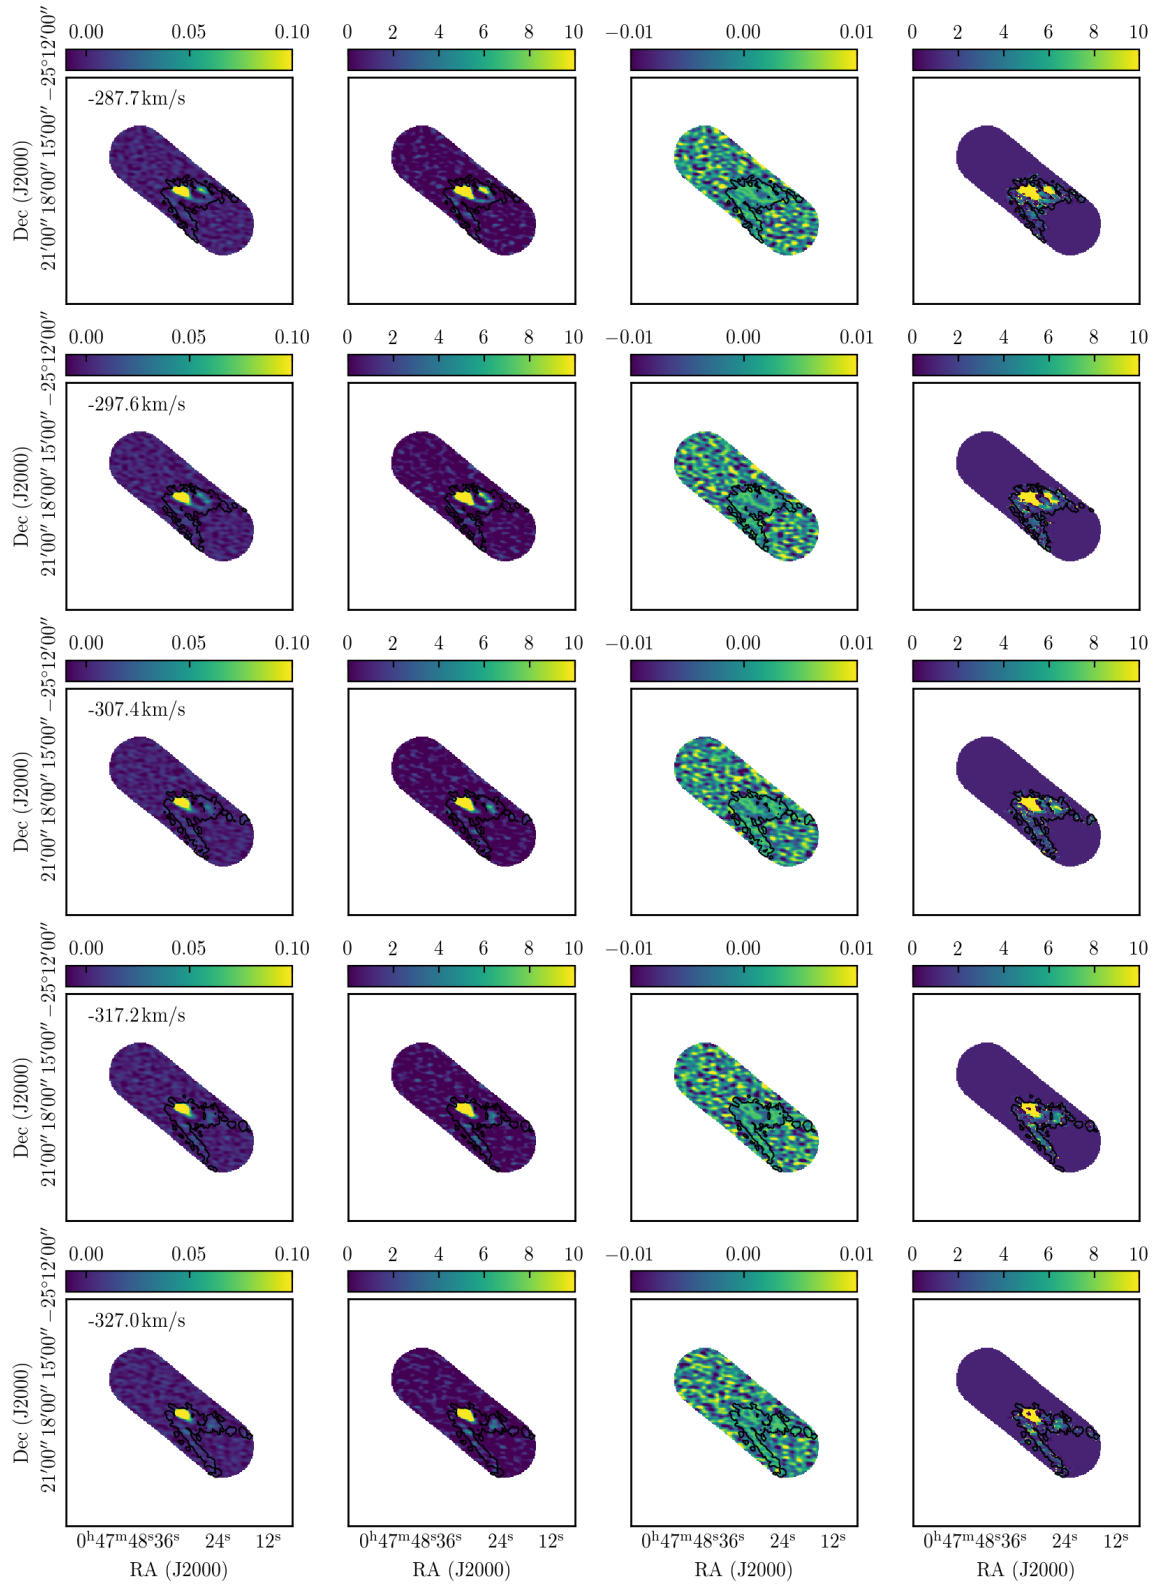 0.00 0.05 0.10 0 2 4 6 8 10 −0.01 0.00 0.01 0 2 4 6 8 10
-287.7km/s
Dec (J2000)
21′00″ 18′00″ 15′00″ −25°12′00″
0.00 0.05 0.10 0 2 4 6 8 10 −0.01 0.00 0.01 0 2 4 6 8 10
-297.6km/s
Dec (J2000)
21′00″ 18′00″ 15′00″ −25°12′00″
0.00 0.05 0.10 0 2 4 6 8 10 −0.01 0.00 0.01 0 2 4 6 8 10
-307.4km/s
Dec (J2000)
21′00″ 18′00″ 15′00″ −25°12′00″
0.00 0.05 0.10 0 2 4 6 8 10 −0.01 0.00 0.01 0 2 4 6 8 10
-317.2km/s
Dec (J2000)
21′00″ 18′00″ 15′00″ −25°12′00″
0.00 0.05 0.10 0 2 4 6 8 10 −0.01 0.00 0.01 0 2 4 6 8 10
-327.0km/s
Dec (J2000)
21′00″ 18′00″ 15′00″ −25°12′00″
0ʰ47ᵐ48ˢ36ˢ 24ˢ 12ˢ 0ʰ47ᵐ48ˢ36ˢ 24ˢ 12ˢ 0ʰ47ᵐ48ˢ36ˢ 24ˢ 12ˢ 0ʰ47ᵐ48ˢ36ˢ 24ˢ 12ˢ
RA (J2000) RA (J2000) RA (J2000) RA (J2000)